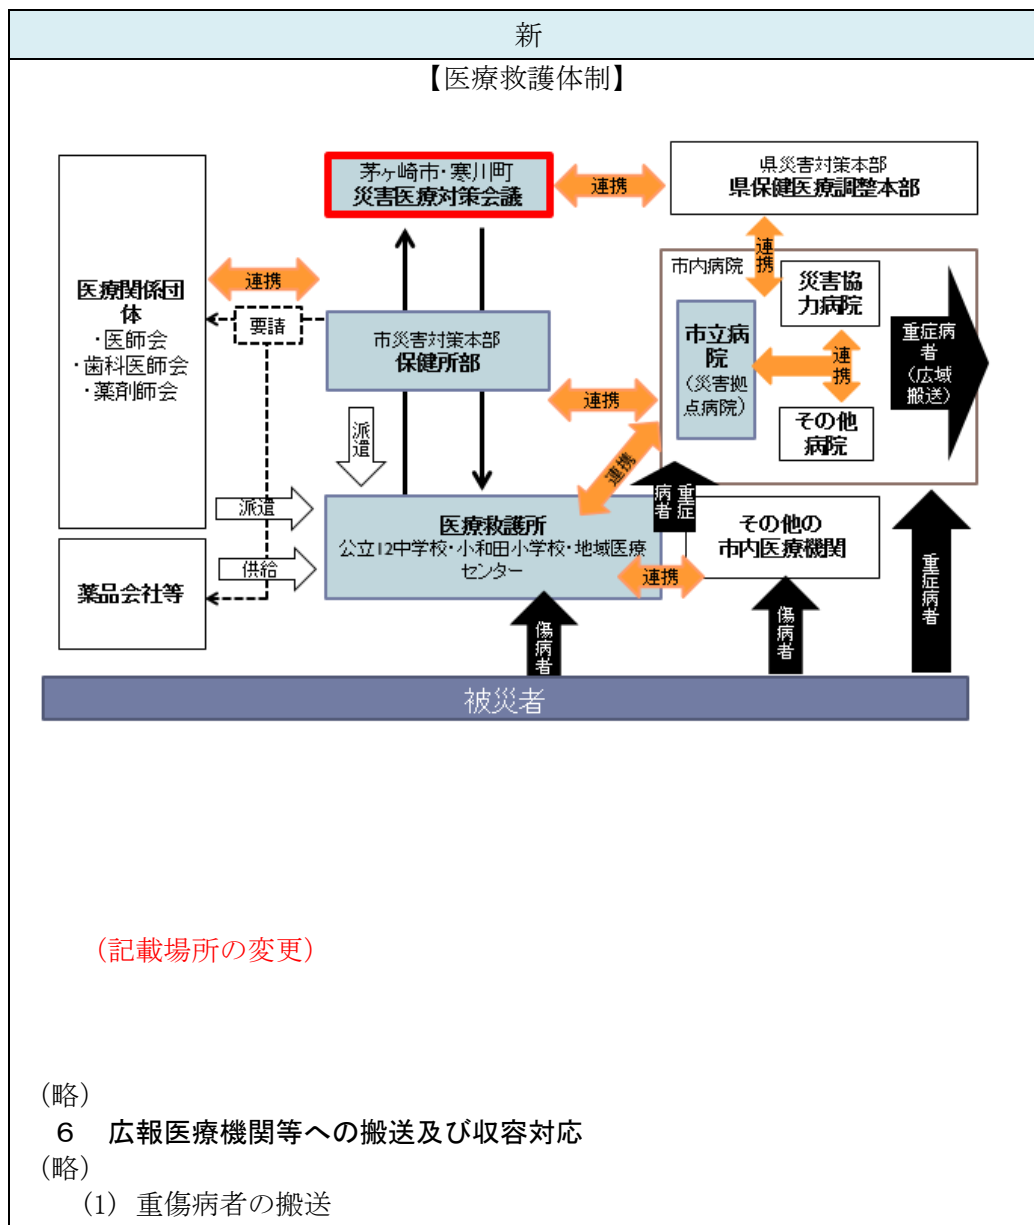 新
【医療救護体制】
茅ヶ崎市・寒川町
災害医療対策会議
連携
県災害対策本部
県保健医療調整本部
医療関係団
体
・医師会
・歯科医師会
・薬剤師会
連携
要請
市災害対策本部
保健所部
連携
連携
市内病院
災害協
力病院
市立病
院
(災害拠
点病院)
連携
その他
病院
重症病
者
(広域
搬送)
派遣
連携
重症
病者
派遣
医療救護所
公立12中学校・小和田小学校・地域医療
センター
その他の
市内医療機関
連携
供給
薬品会社等
傷病者
傷病者
重症病者
被災者
(記載場所の変更)
(略)
6 広報医療機関等への搬送及び収容対応
(略)
(1) 重傷病者の搬送